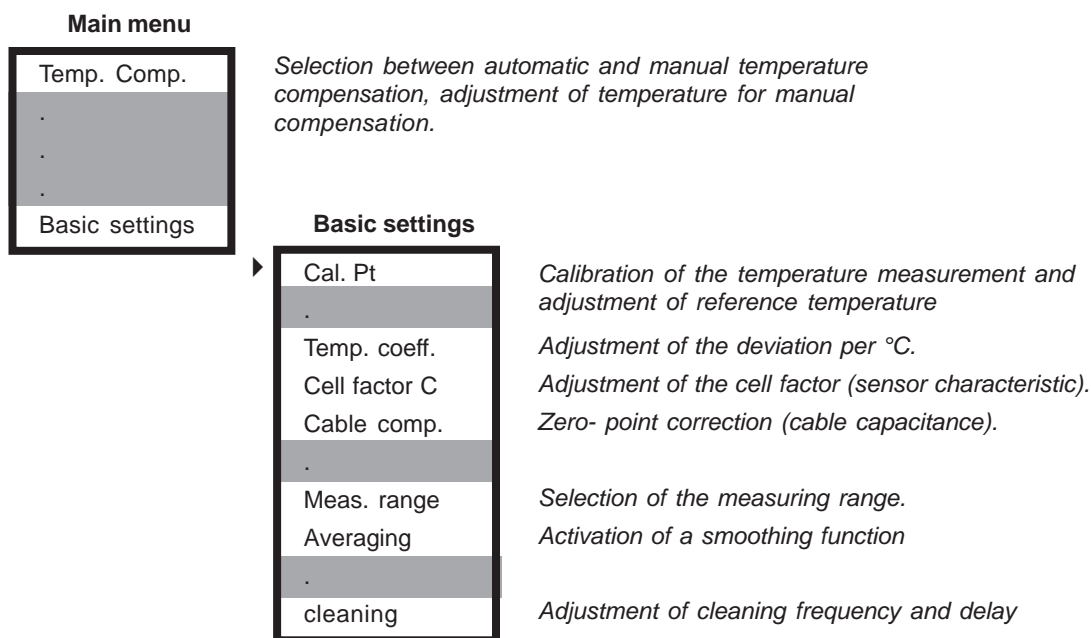 Main menu
Temp. Comp.
Selection between automatic and manual temperature
compensation, adjustment of temperature for manual
compensation.
.
.
.
Basic settings
Basic settings
Cal. Pt
Calibration of the temperature measurement and
adjustment of reference temperature
.
Temp. coeff.
Adjustment of the deviation per °C.
Cell factor C
Adjustment of the cell factor (sensor characteristic).
Cable comp.
Zero- point correction (cable capacitance).
.
Meas. range
Selection of the measuring range.
Averaging
Activation of a smoothing function
.
cleaning
Adjustment of cleaning frequency and delay